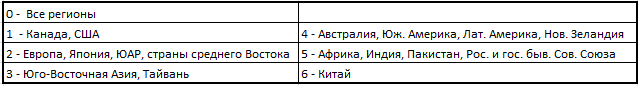 0 -  Все регионы
1  - Канада, США
4 - Австралия, Юж. Америка, Лат. Америка, Нов. Зеландия
2 - Европа, Япония, ЮАР, страны среднего Востока
5 - Африка, Индия, Пакистан, Рос. и гос. быв. Сов. Союза
3 - Юго-Восточная Азия, Тайвань
6 - Китай